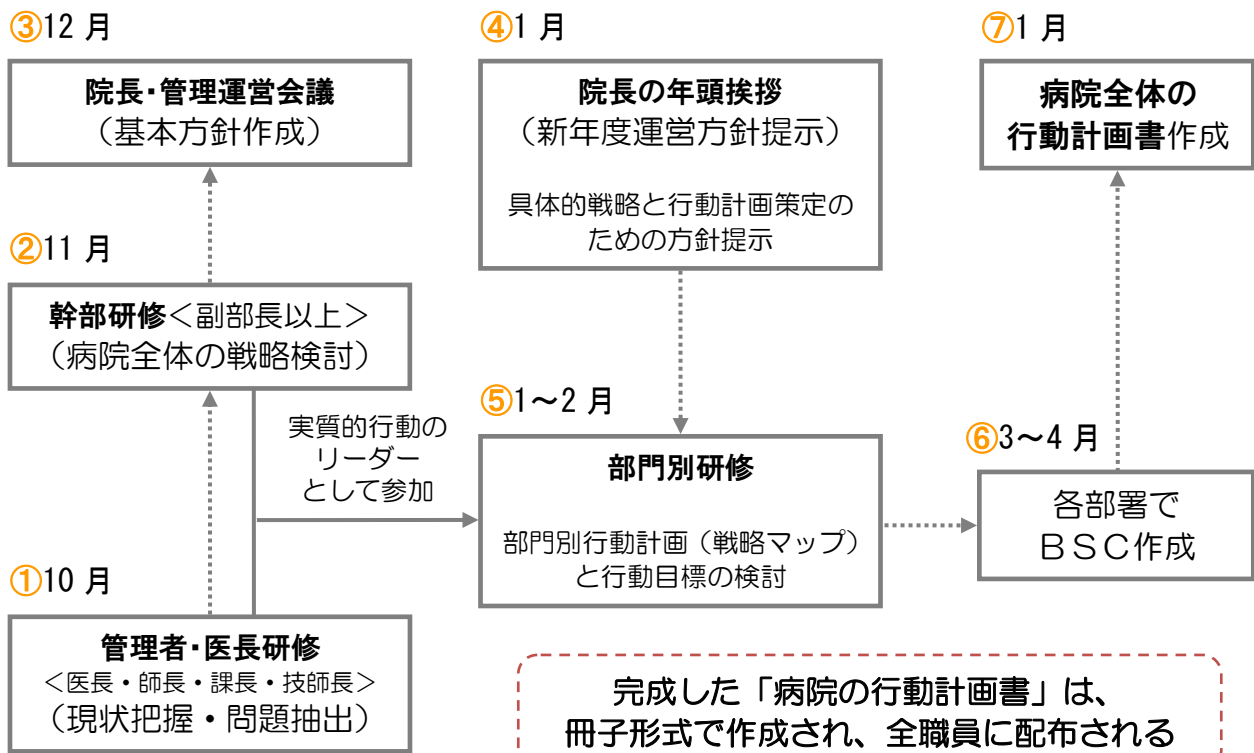 ③12 月
院長・管理運営会議
（基本方針作成）
②11 月
幹部研修＜副部長以上＞
（病院全体の戦略検討）
①10 月
管理者・医長研修
＜医長・師長・課長・技師長＞
（現状把握・問題抽出）
実質的行動の
リーダー
として参加
④1 月
院長の年頭挨拶
（新年度運営方針提示）
具体的戦略と行動計画策定の
ための方針提示
⑤1～2 月
部門別研修
部門別行動計画（戦略マップ）
と行動目標の検討
⑥3～4 月
各部署で
ＢＳＣ作成
⑦1 月
病院全体の
行動計画書作成
完成した「病院の行動計画書」は、
冊子形式で作成され、全職員に配布される